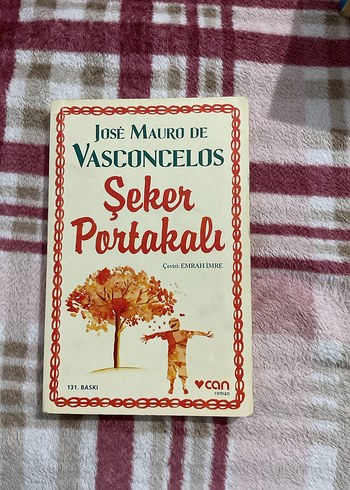 JOSÉ MAURO DE
VASCONCELOS
Şeker
Portakalı
Çeviri: EMRAH İMRE
131. BASKI
can
roman